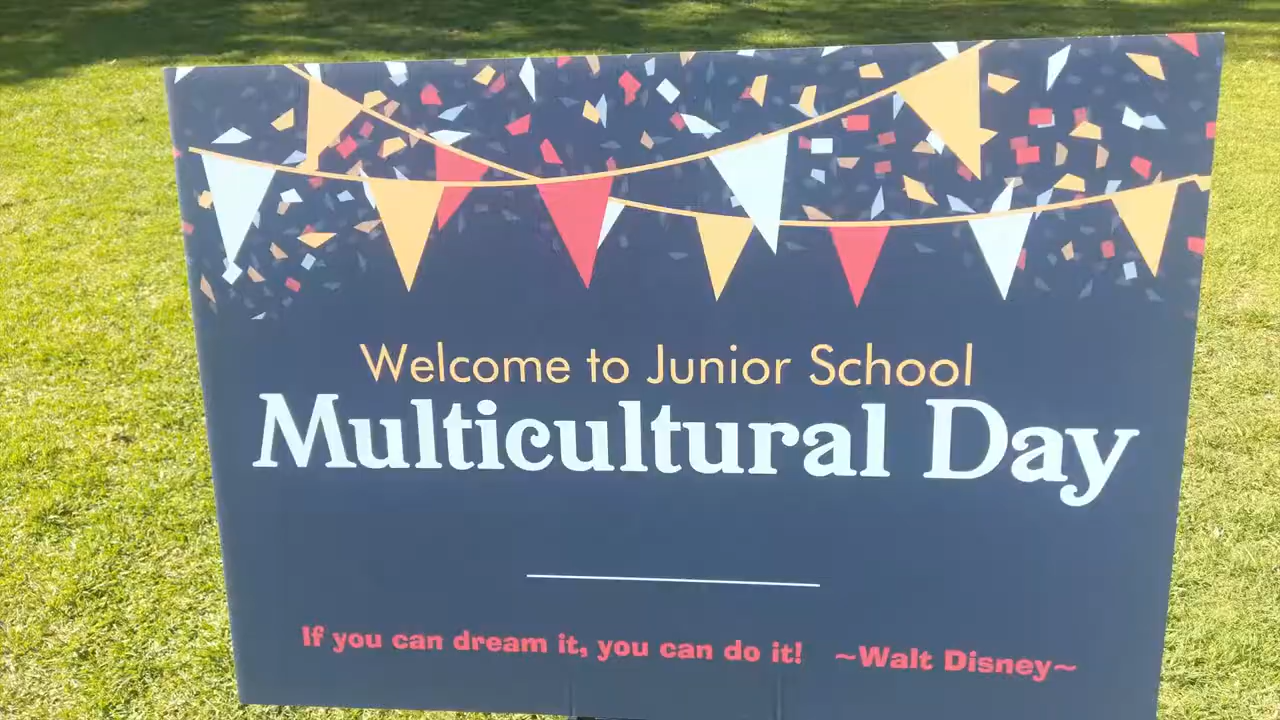 Welcome to Junior School
Multicultural Day
If you can dream it, you can do it! ~Walt Disney~